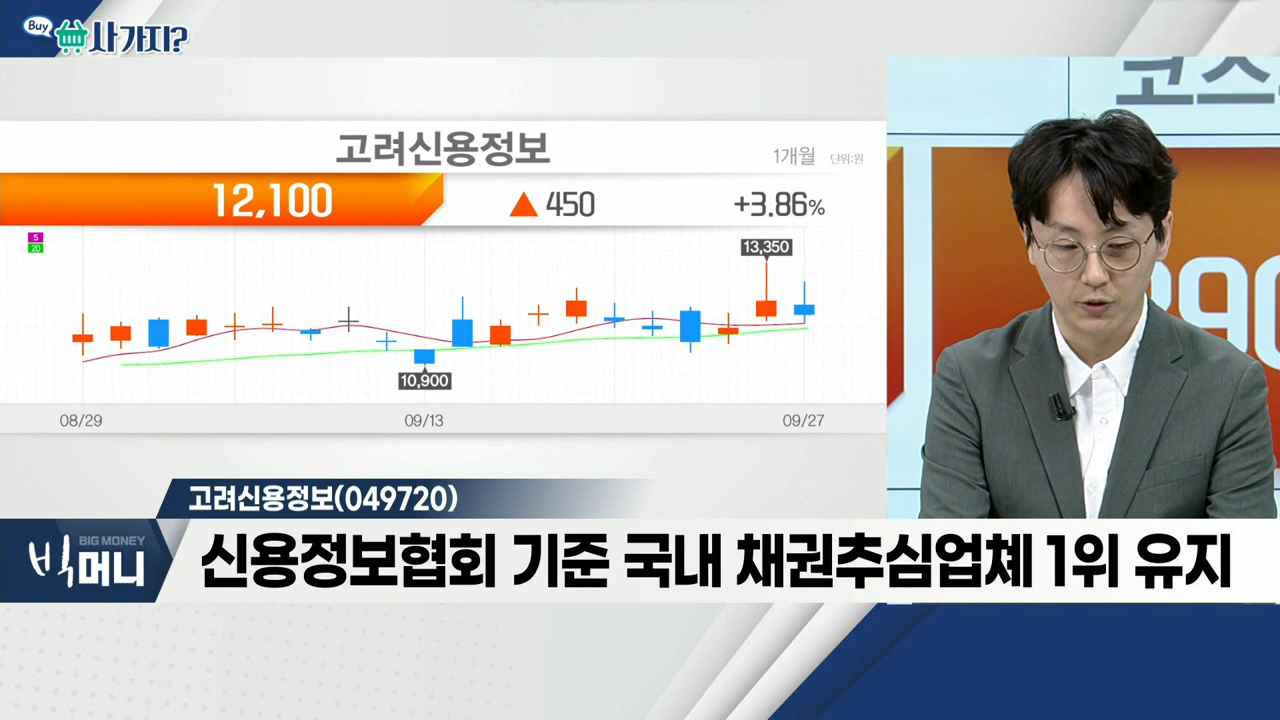 Buy
사가지?
코스
고려신용정보
1개월 단위:원
12,100 ▲ 450 +3.86%
5
20
13,350
10,900
08/29 09/13 09/27
90
고려신용정보(049720)
BIG MONEY
빅머니
신용정보협회 기준 국내 채권추심업체 1위 유지